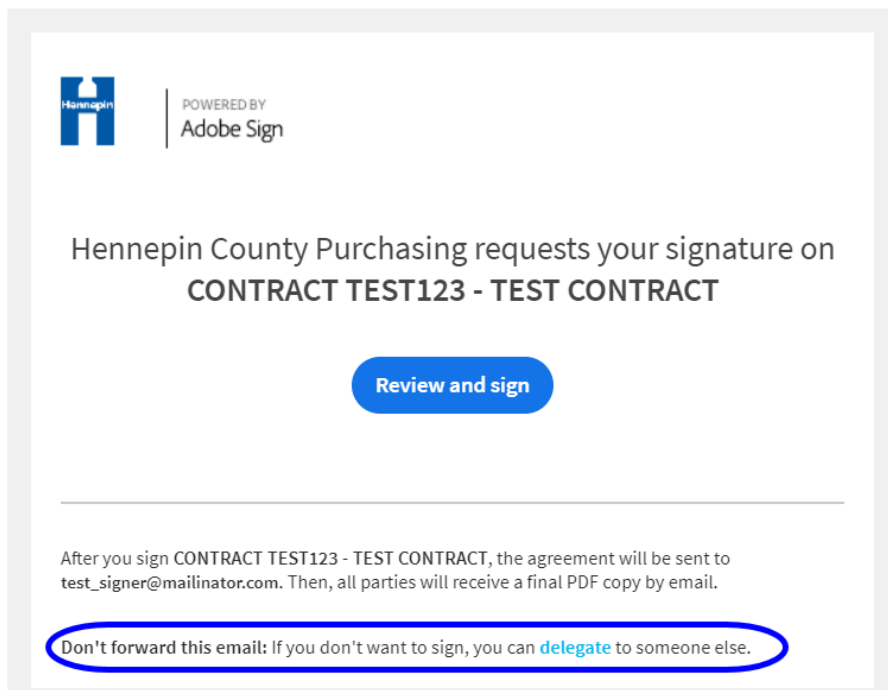 Hennepin
POWERED BY
Adobe Sign
Hennepin County Purchasing requests your signature on
CONTRACT TEST123 - TEST CONTRACT
Review and sign
After you sign CONTRACT TEST123 - TEST CONTRACT, the agreement will be sent to
test_signer@mailinator.com. Then, all parties will receive a final PDF copy by email.
Don't forward this email: If you don't want to sign, you can delegate to someone else.